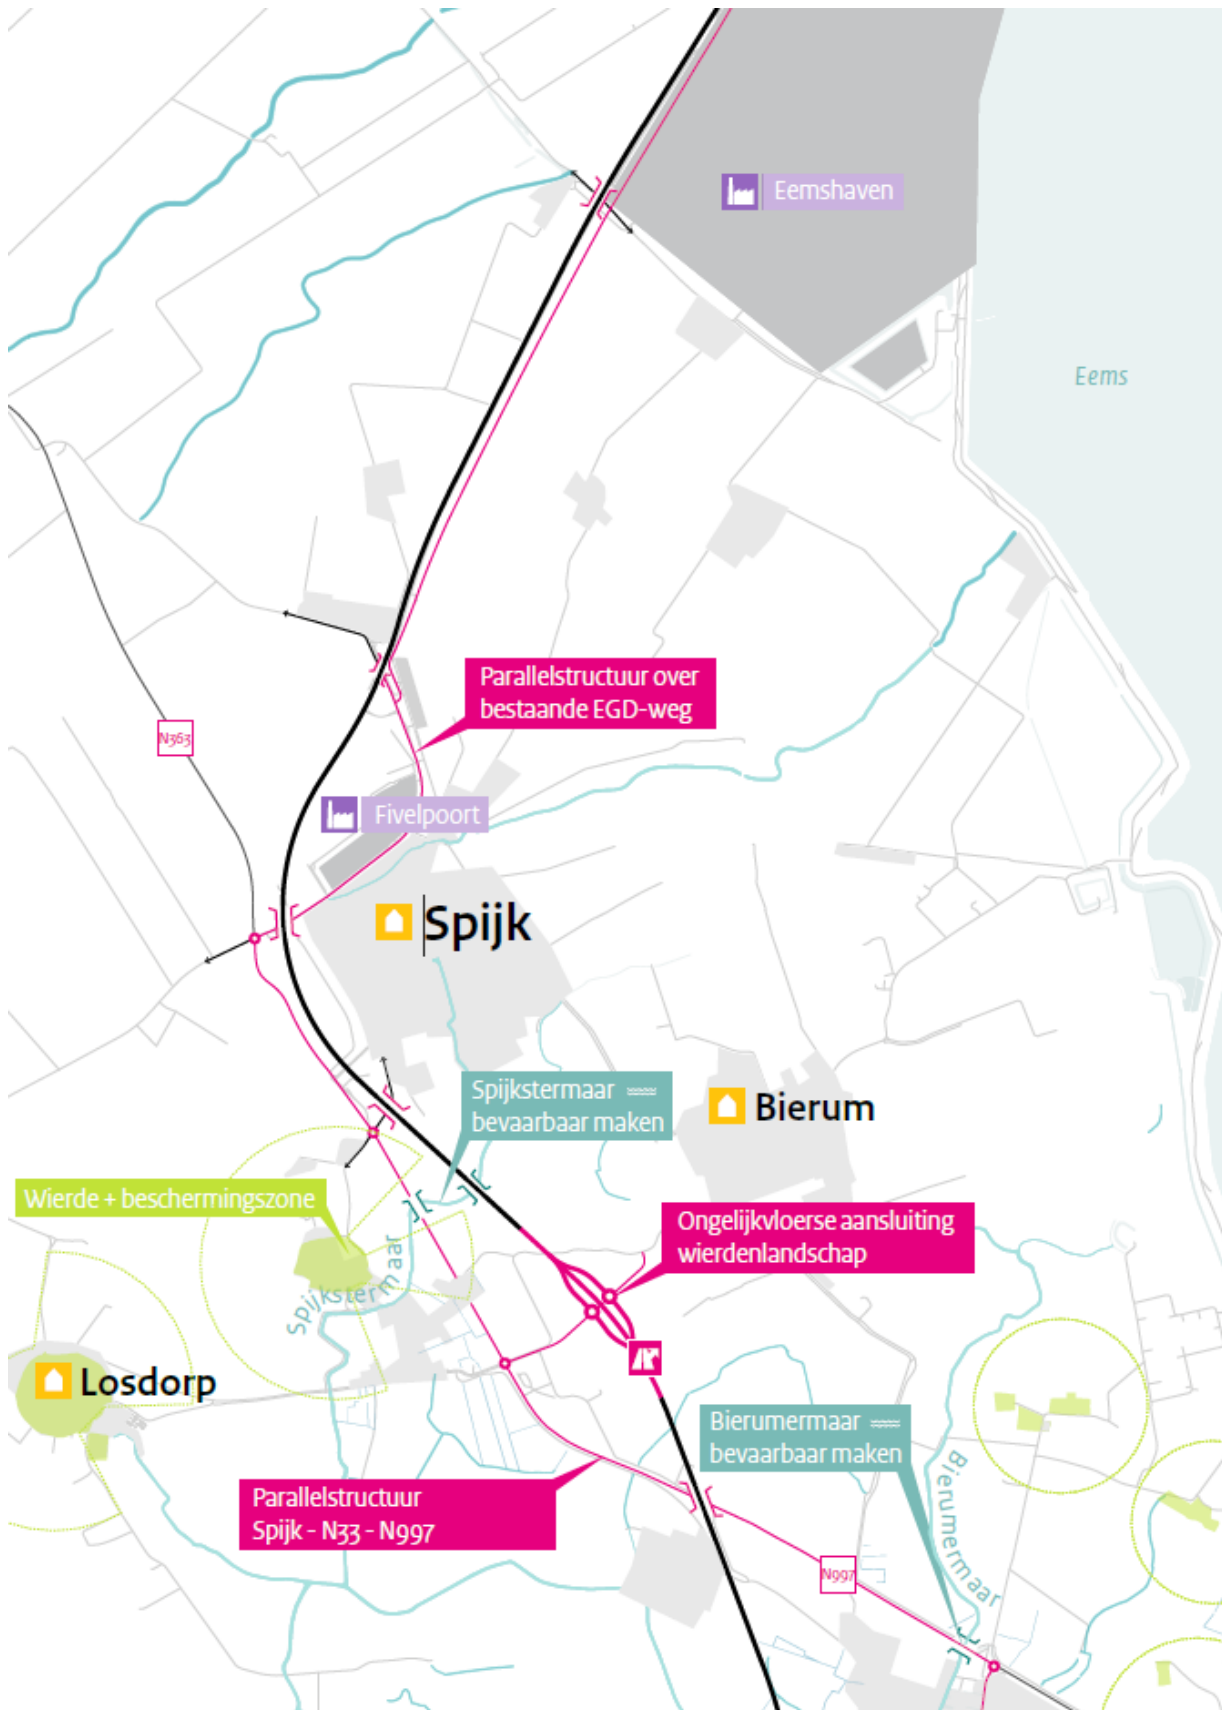 Eemshaven
Eems
Parallelstructuur over
bestaande EGD-weg
N363
Fivelpoort
Spijk
Spijkstermaar
bevaarbaar maken
Bierum
Wierde + beschermingszone
Ongelijkvloerse aansluiting
wierdenlandschap
Spijkstermaar
Losdorp
Bierumermaar
bevaarbaar maken
Bierumermaar
Parallelstructuur
Spijk - N33 - N997
N997